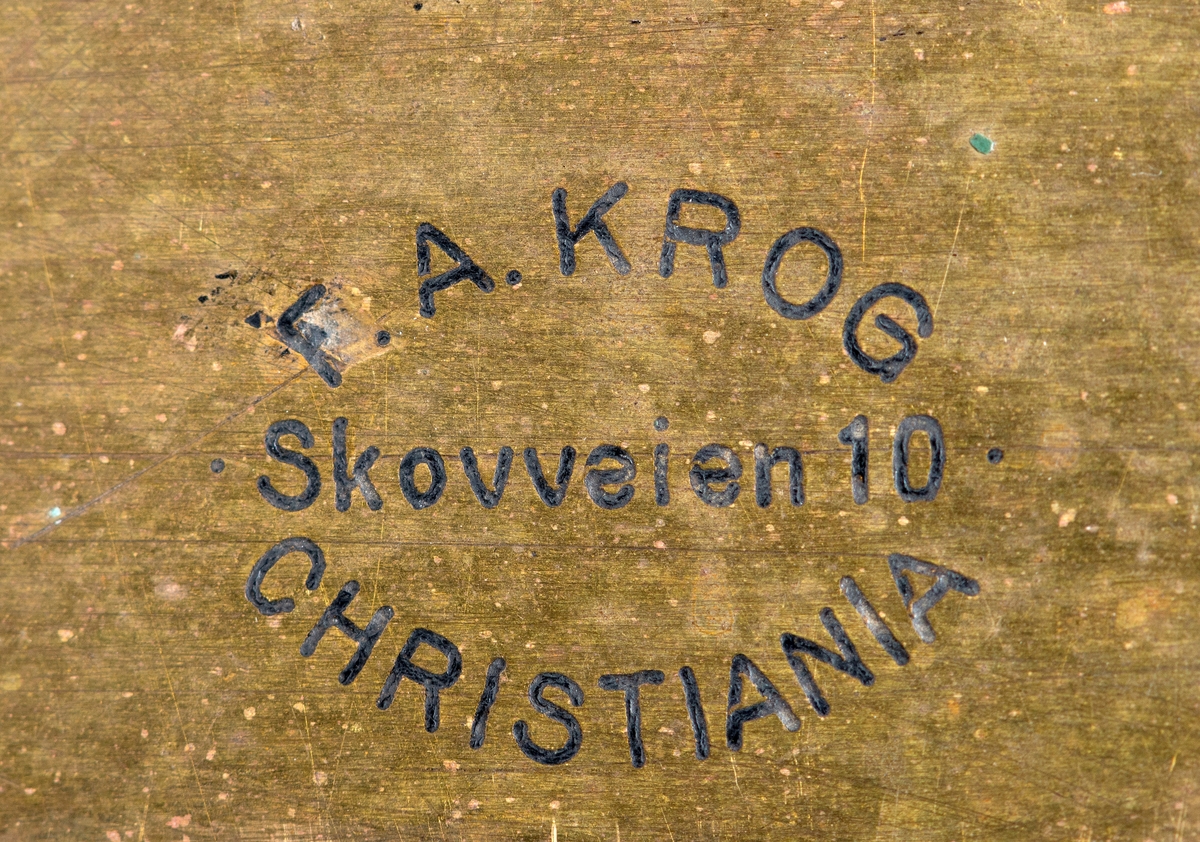 F. A. KROG
· Skovveien 10 ·
CHRISTIANIA